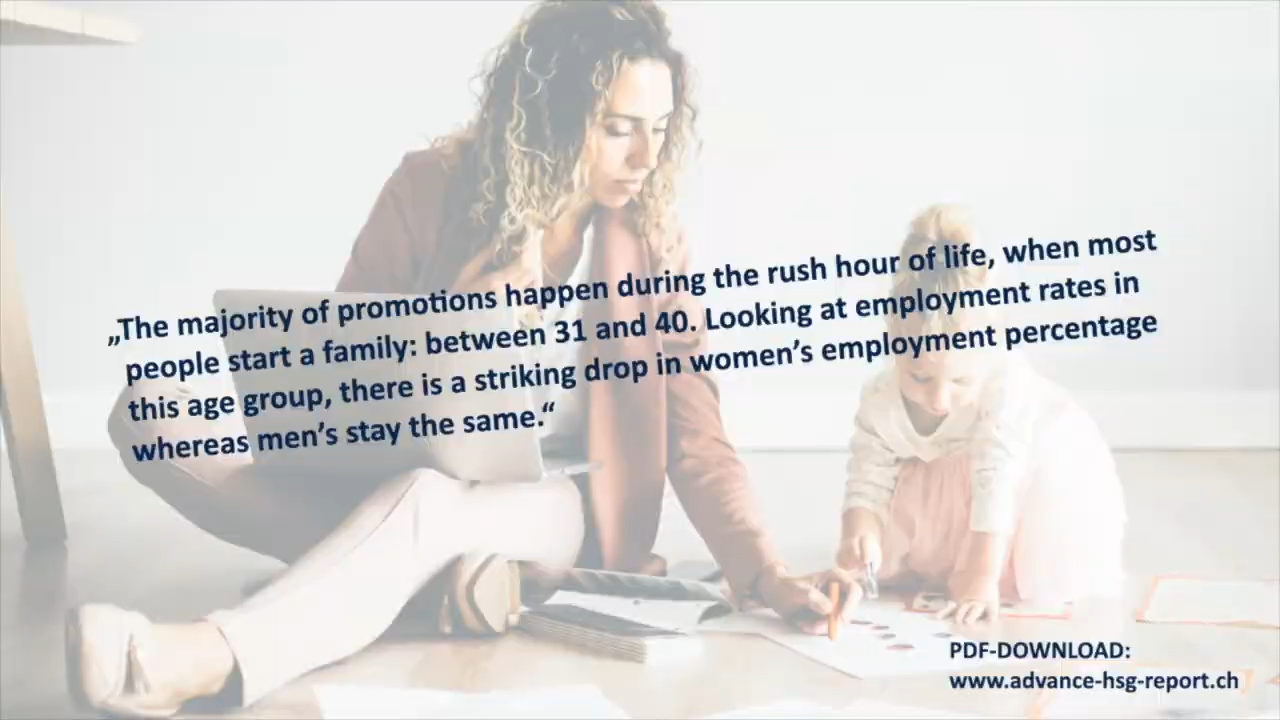 „The majority of promotions happen during the rush hour of life, when most
people start a family: between 31 and 40. Looking at employment rates in
this age group, there is a striking drop in women’s employment percentage
whereas men’s stay the same.“
PDF-DOWNLOAD:
www.advance-hsg-report.ch